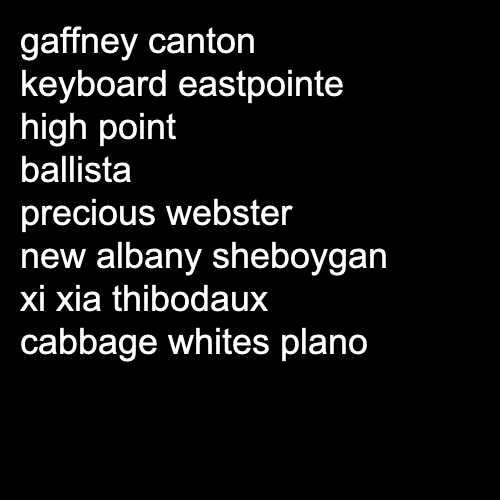 gaffney canton
keyboard eastpointe
high point
ballista
precious webster
new albany sheboygan
xi xia thibodaux
cabbage whites plano